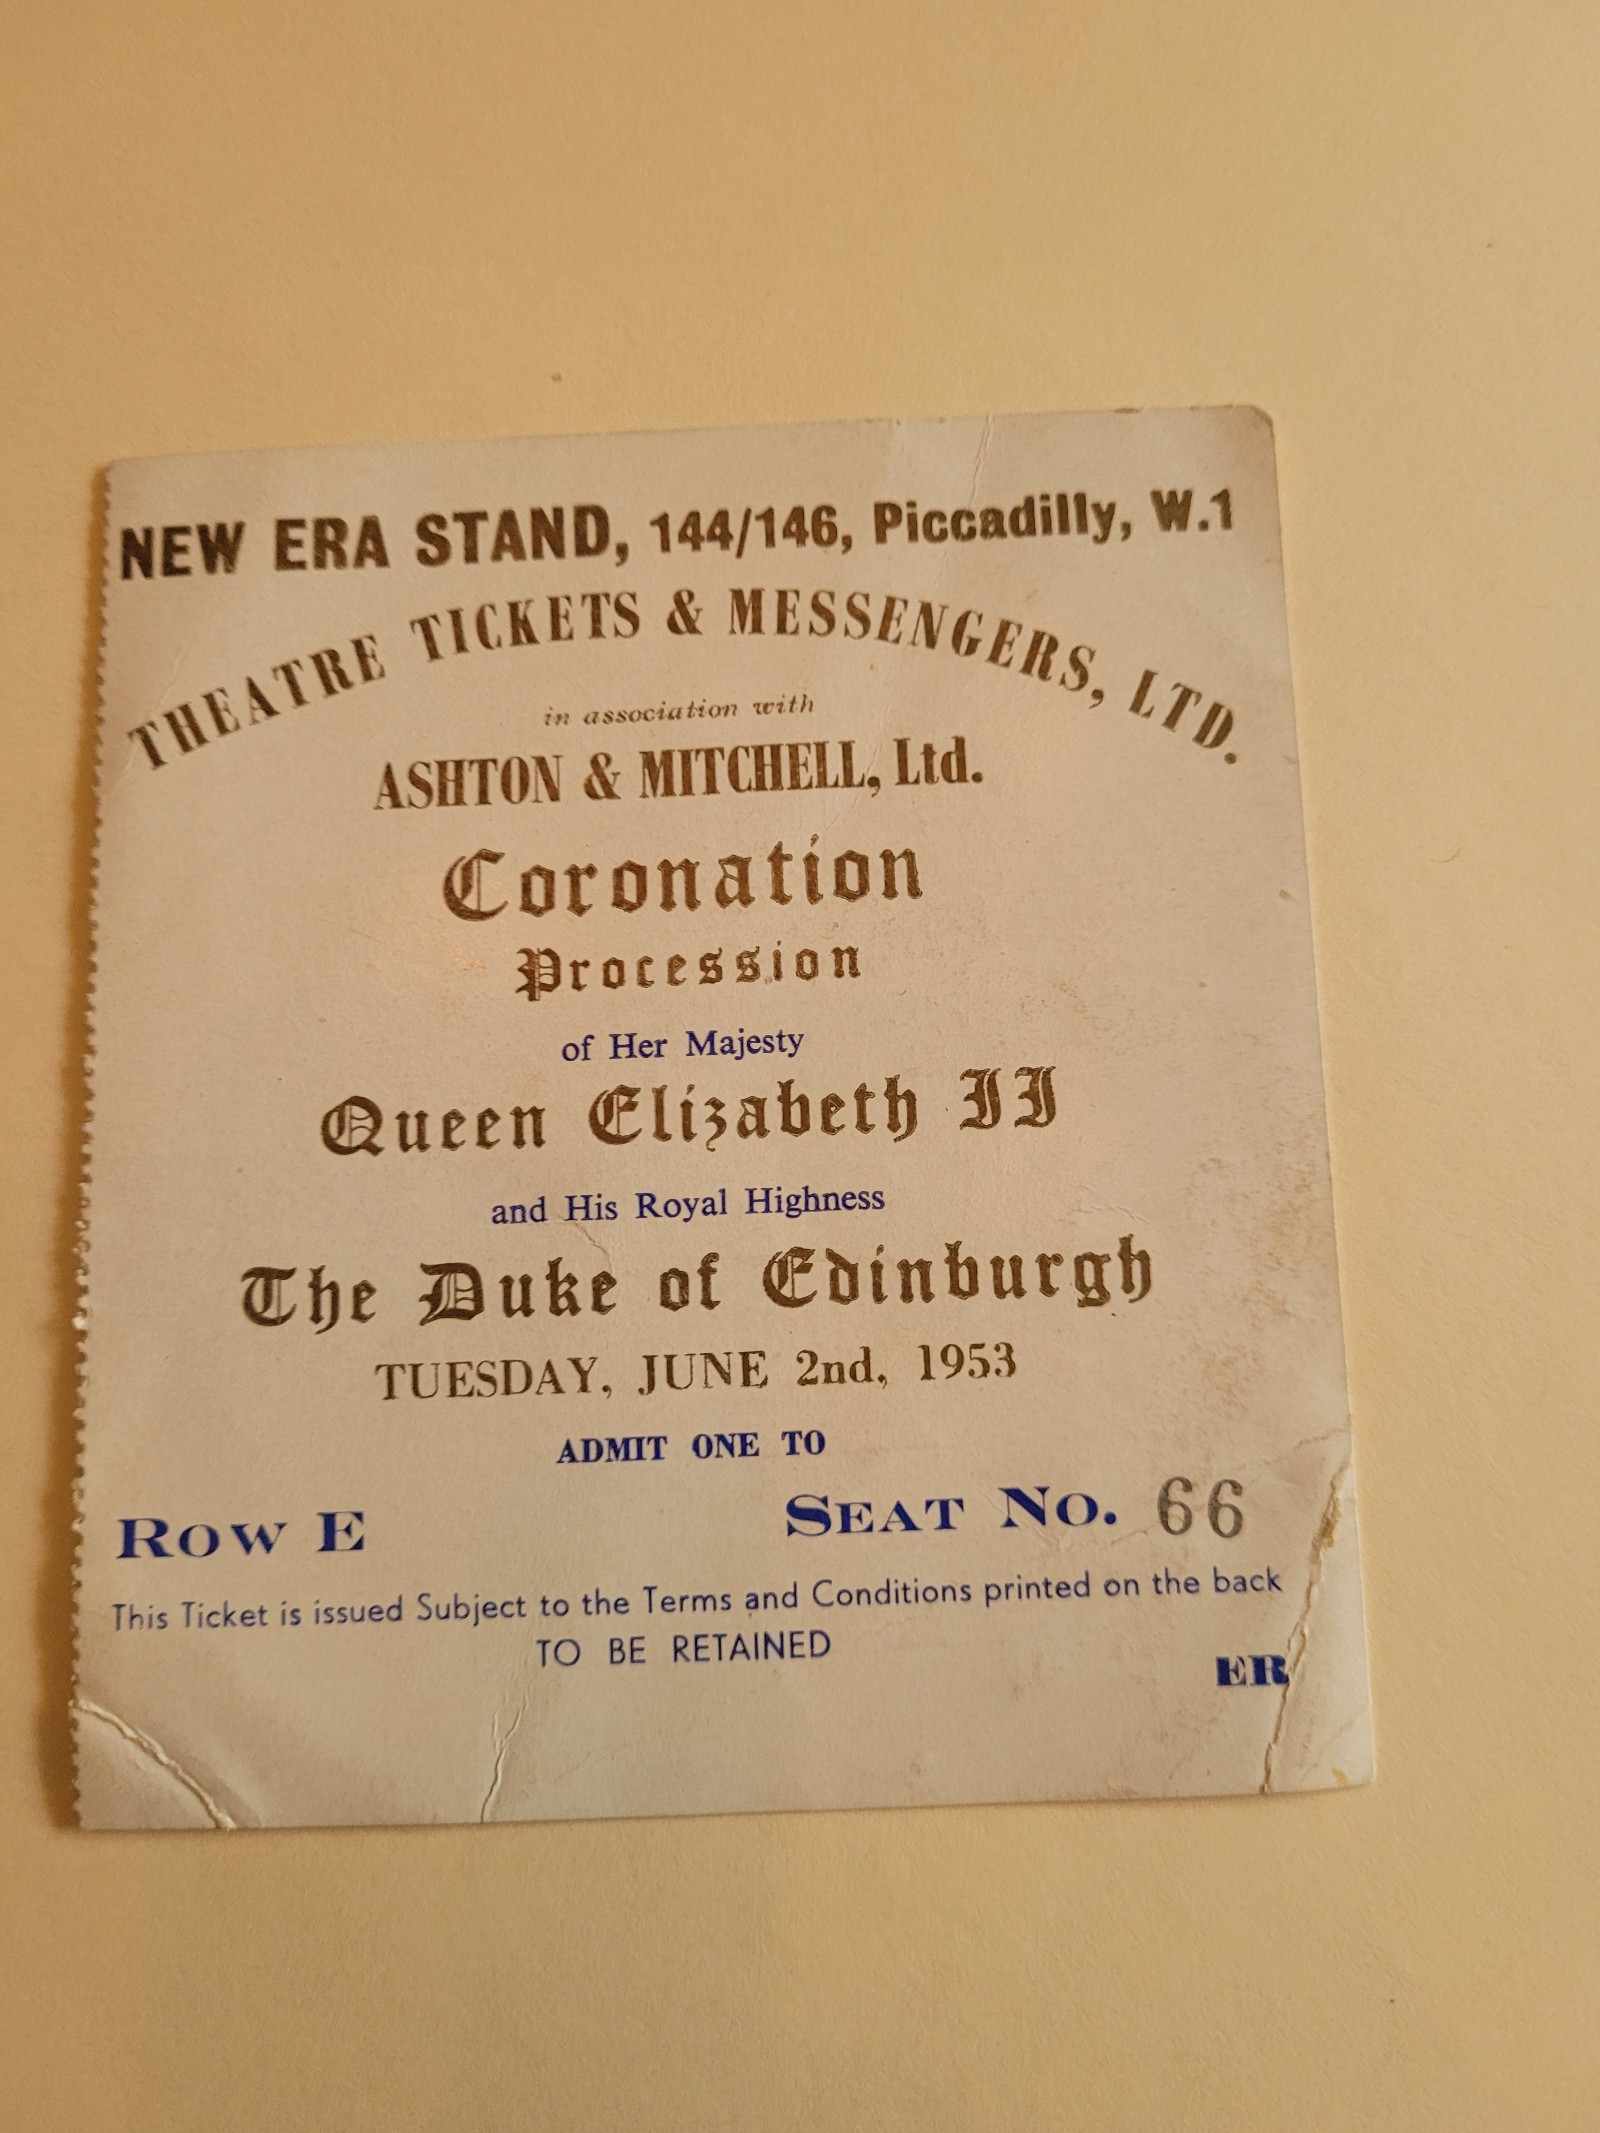 NEW ERA STAND, 144/146, Piccadilly, W.1
THEATRE TICKETS & MESSENGERS, LTD.
in association with
ASHTON & MITCHELL, Ltd.
Coronation
Procession
of Her Majesty
Queen Elizabeth II
and His Royal Highness
The Duke of Edinburgh
TUESDAY, JUNE 2nd, 1953
ADMIT ONE TO
ROW E SEAT NO. 66
This Ticket is issued Subject to the Terms and Conditions printed on the back
TO BE RETAINED
ER